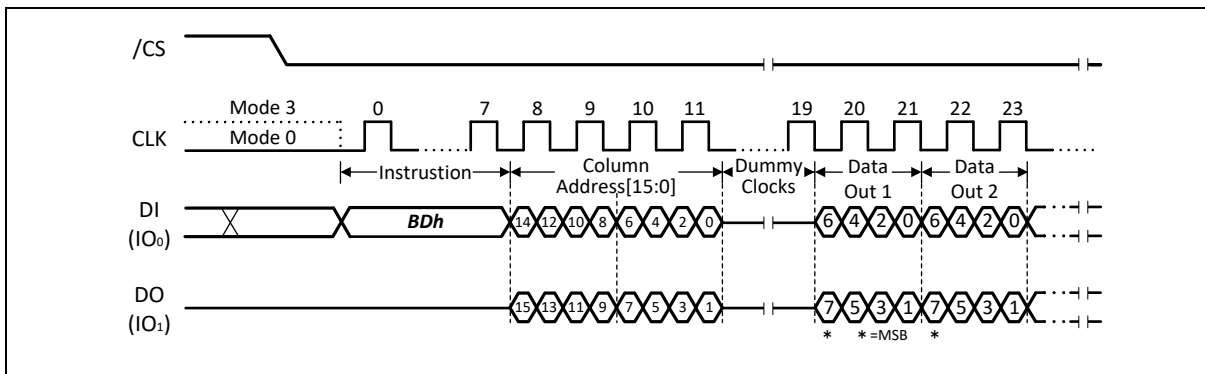 /CS
Mode 3 0 7 8 9 10 11 19 20 21 22 23
CLK Mode 0
Instrustion Column Address[15:0] Dummy Clocks Data Out 1 Data Out 2
DI (IO0) BDh 14 12 10 8 6 4 2 0 6 4 2 0 6 4 2 0
DO (IO1) 15 13 11 9 7 5 3 1 7 5 3 1 7 5 3 1
* * =MSB *